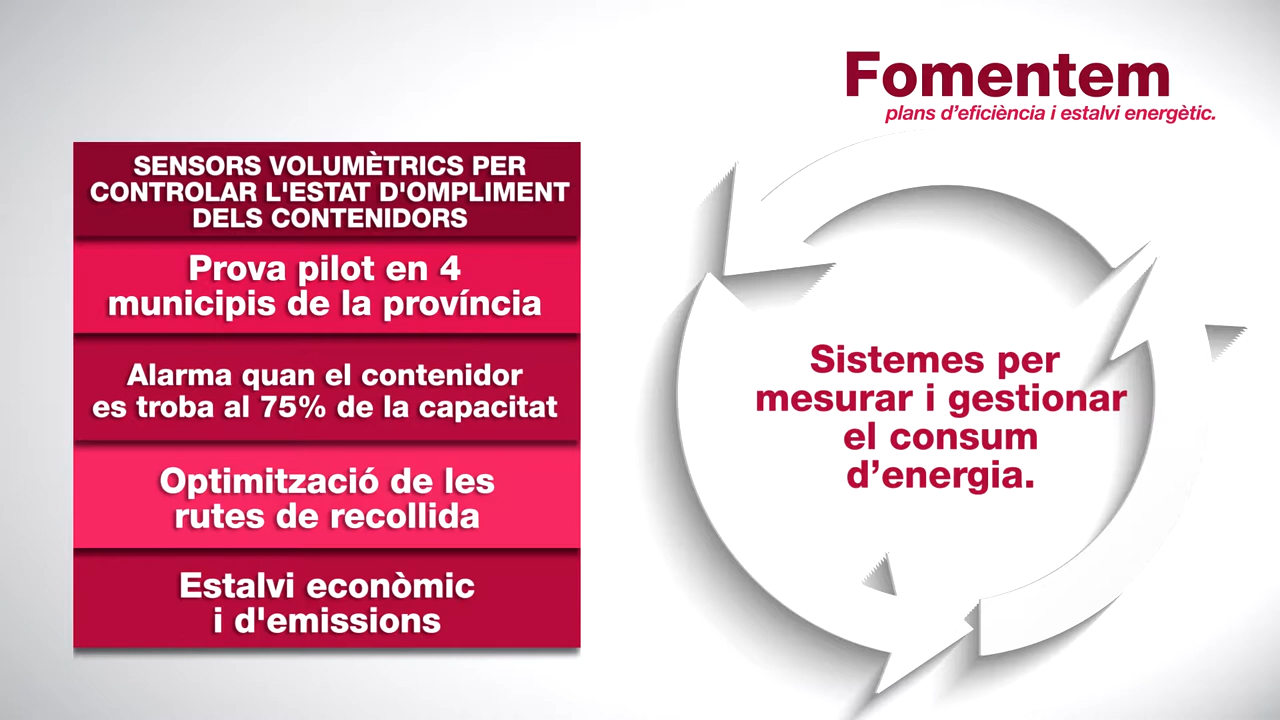 Fomentem
plans d’eficiència i estalvi energètic.
SENSORS VOLUMÈTRICS PER
CONTROLAR L'ESTAT D'OMPLIMENT
DELS CONTENIDORS
Prova pilot en 4
municipis de la província
Alarma quan el contenidor
es troba al 75% de la capacitat
Optimització de les
rutes de recollida
Estalvi econòmic
i d'emissions
Sistemes per
mesurar i gestionar
el consum
d’energia.